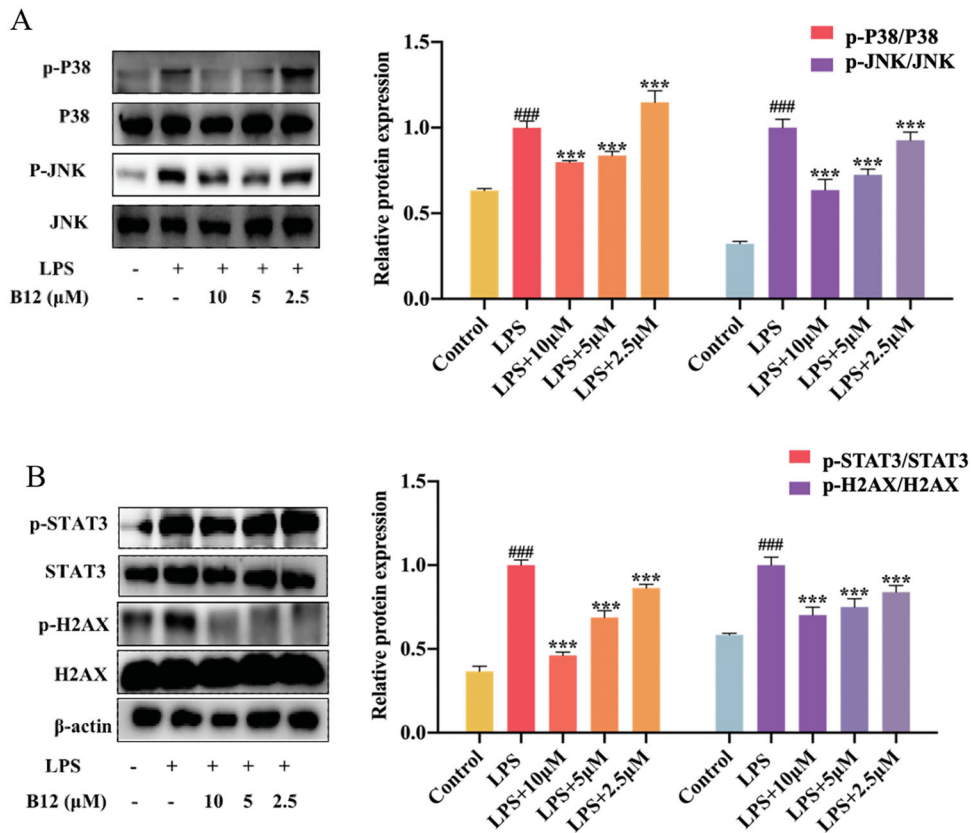 A
p-P38
P38
P-JNK
JNK
LPS - + + + +
B12 (μM) - - 10 5 2.5
Relative protein expression
1.5
1.0
0.5
0.0
p-P38/P38
p-JNK/JNK
###
***
***
***
###
***
***
***
Control
LPS
LPS+10μM
LPS+5μM
LPS+2.5μM
Control
LPS
LPS+10μM
LPS+5μM
LPS+2.5μM
B
p-STAT3
STAT3
p-H2AX
H2AX
β-actin
LPS - + + + +
B12 (μM) - - 10 5 2.5
Relative protein expression
1.5
1.0
0.5
0.0
p-STAT3/STAT3
p-H2AX/H2AX
###
***
***
***
###
***
***
***
Control
LPS
LPS+10μM
LPS+5μM
LPS+2.5μM
Control
LPS
LPS+10μM
LPS+5μM
LPS+2.5μM